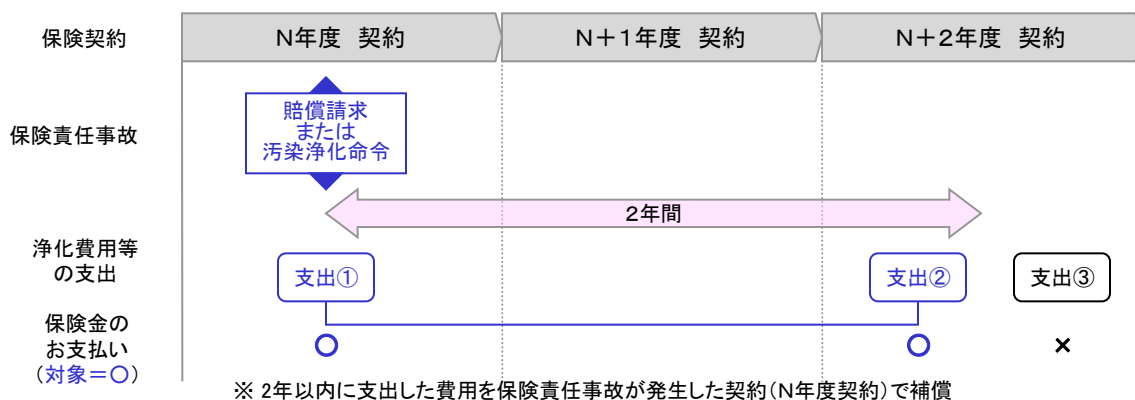 保険契約
N年度 契約
N+1年度 契約
N+2年度 契約
保険責任事故
賠償請求
または
汚染浄化命令
2年間
浄化費用等
の支出
支出①
支出②
支出③
保険金の
お支払い
(対象=〇)
〇
〇
×
※ 2年以内に支出した費用を保険責任事故が発生した契約(N年度契約)で補償